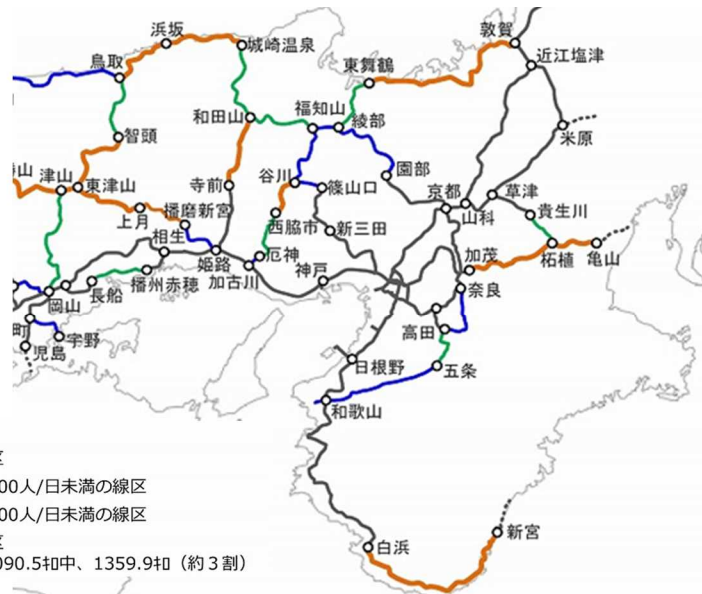 敦賀
浜坂
城崎温泉
近江塩津
鳥取
東舞鶴
和田山
福知山
綾部
智頭
米原
谷川
園部
津山
東津山
寺前
篠山口
京都
山科
草津
貴生川
上月
播磨新宮
西脇市
新三田
相生
厄神
加茂
柘植
亀山
姫路
加古川
神戸
岡山
長船
播州赤穂
奈良
高田
町
宇野
児島
日根野
五条
和歌山
00人/日未満の線区
00人/日未満の線区
090.5㌔中、1359.9㌔（約３割）
白浜
新宮